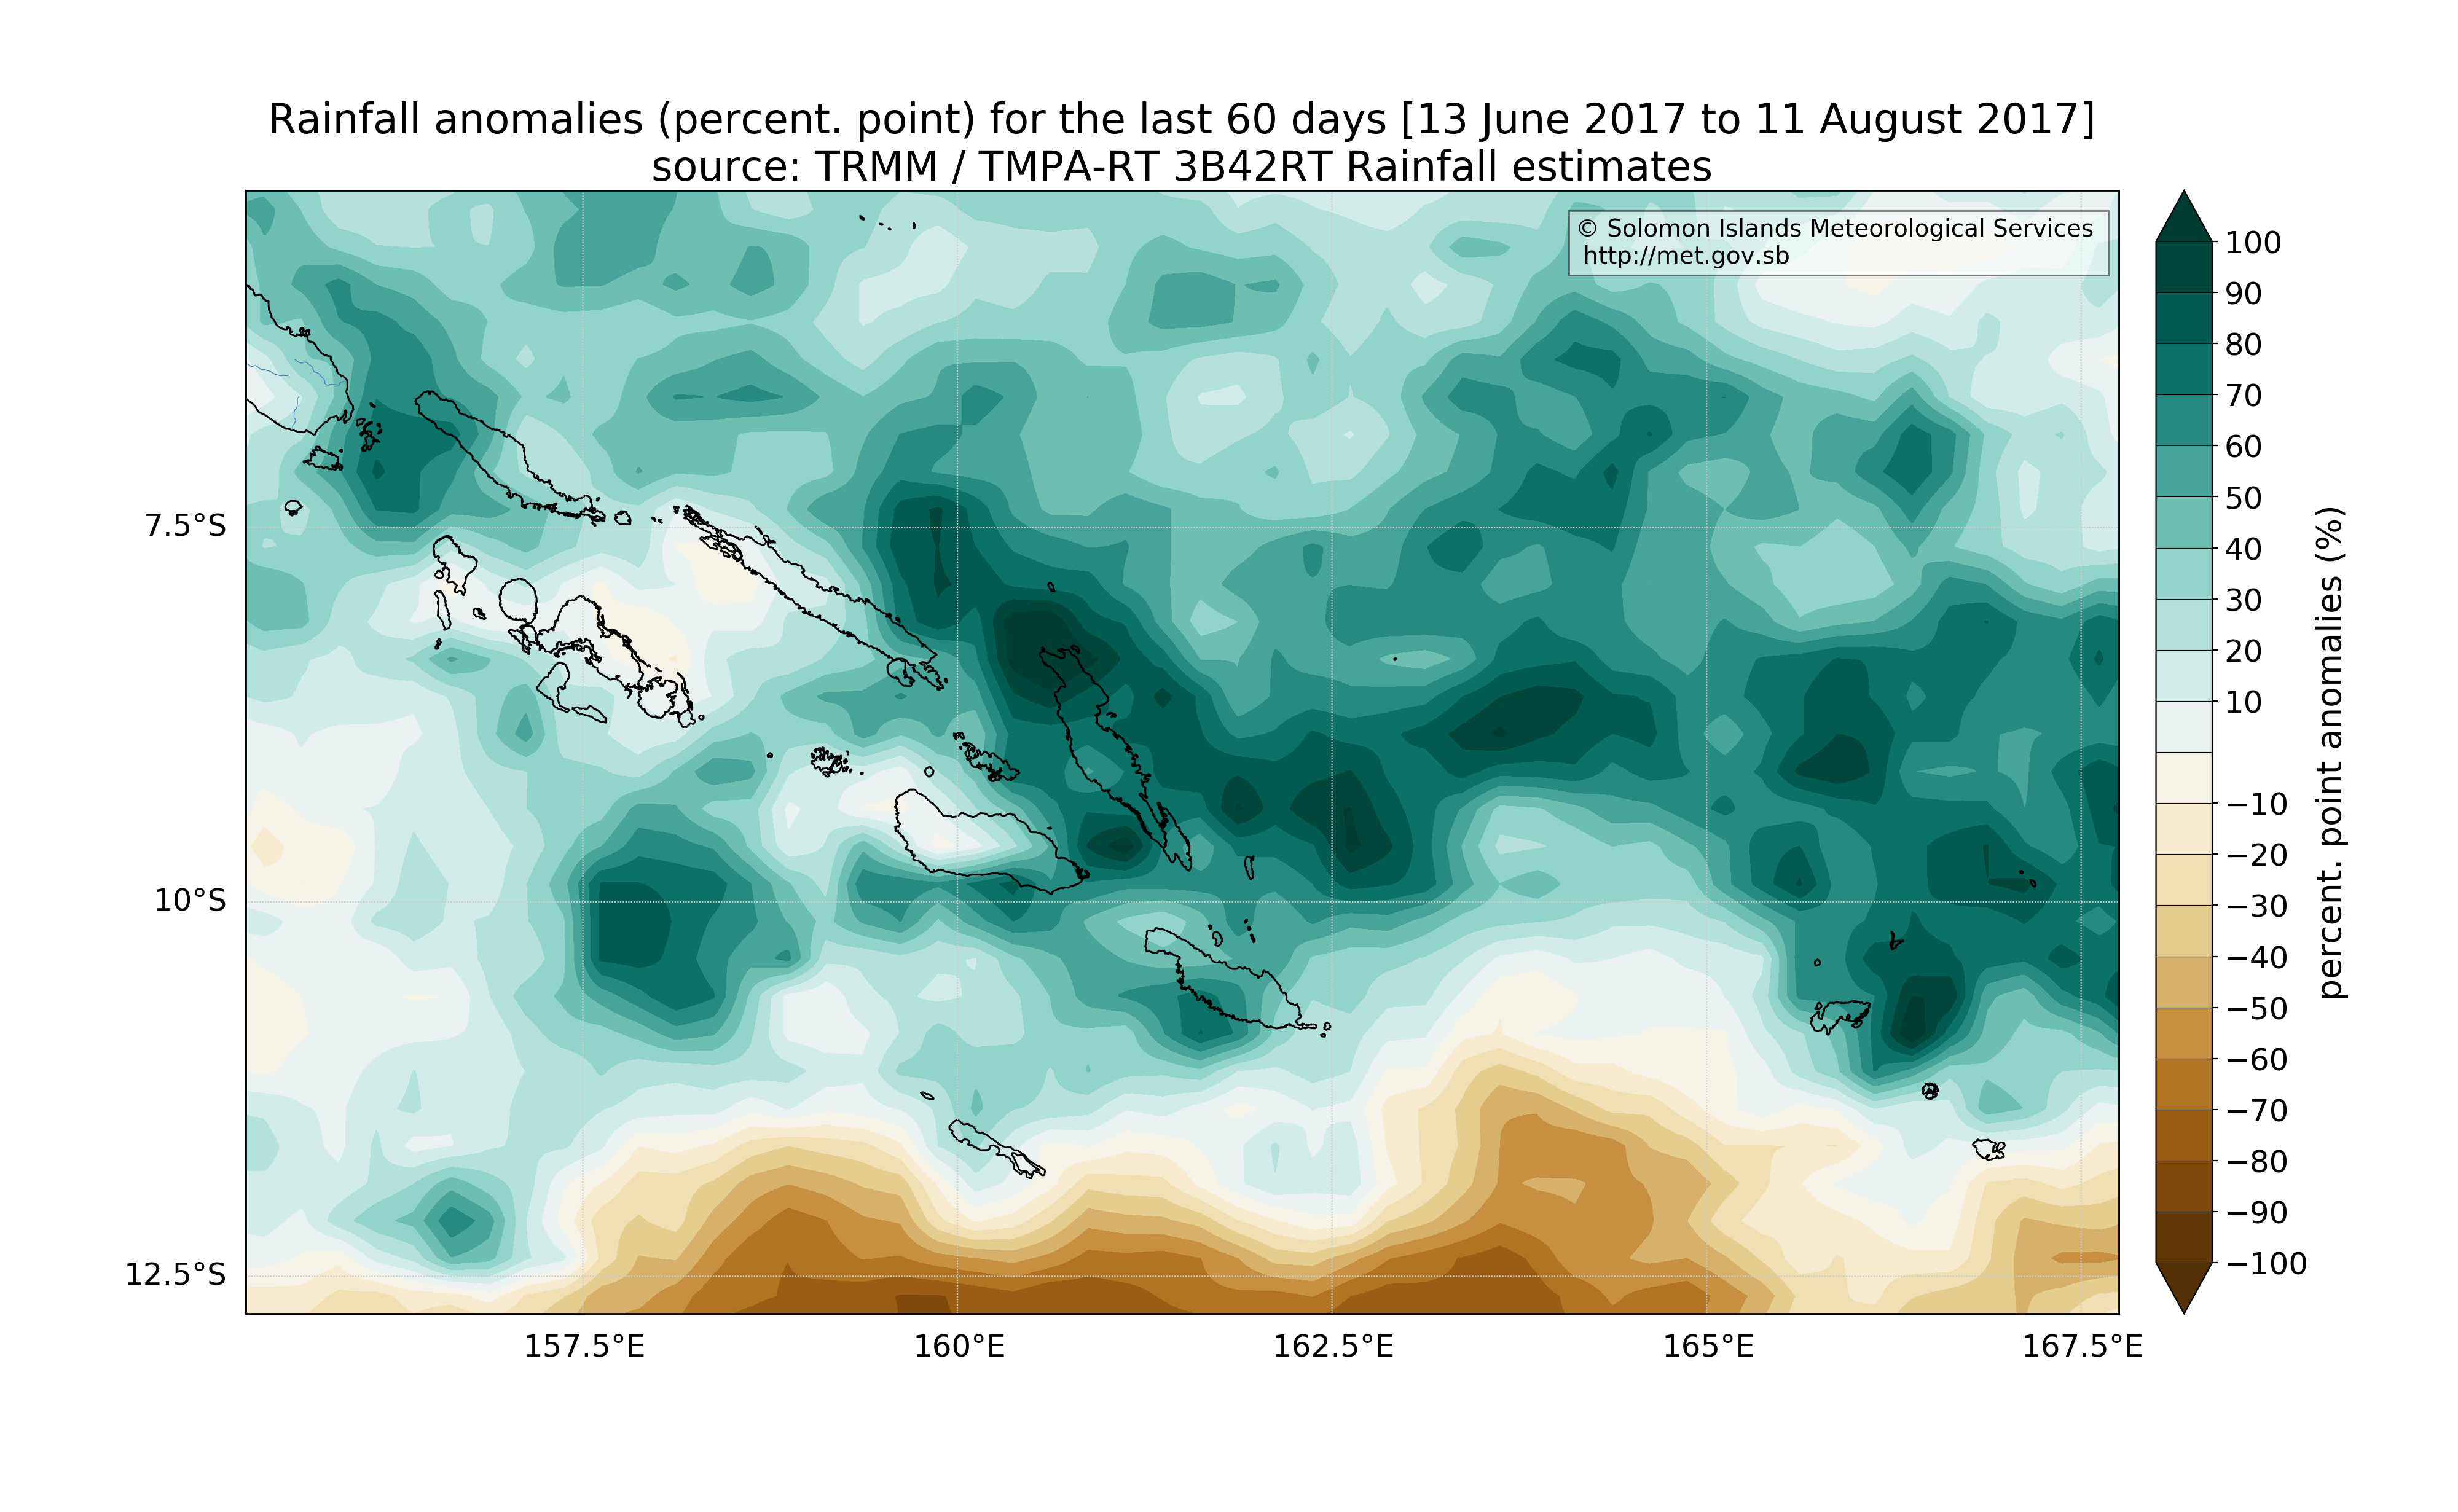 Rainfall anomalies (percent. point) for the last 60 days [13 June 2017 to 11 August 2017]
source: TRMM / TMPA-RT 3B42RT Rainfall estimates
© Solomon Islands Meteorological Services
http://met.gov.sb
7.5°S
10°S
12.5°S
157.5°E
160°E
162.5°E
165°E
167.5°E
100
90
80
70
60
50
40
30
20
10
−10
−20
−30
−40
−50
−60
−70
−80
−90
−100
percent. point anomalies (%)